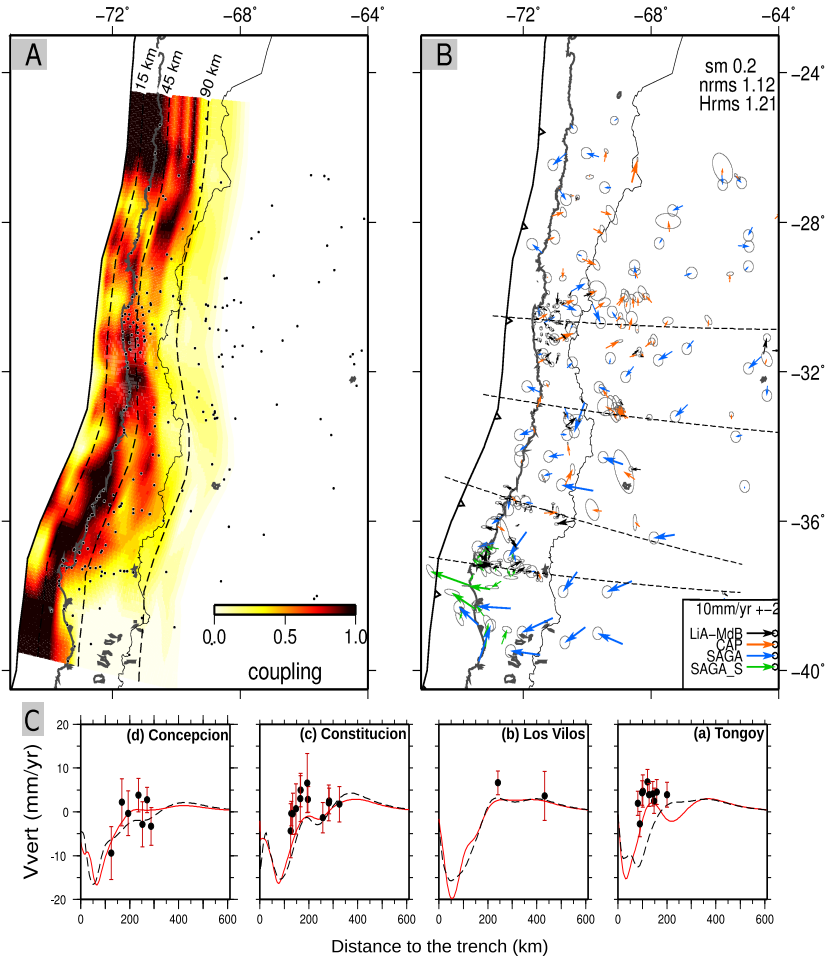 −72° −68° −64°
−72° −68° −64°
A
15 km
45 km
90 km
0.0 0.5 1.0
coupling
B
sm 0.2
nrms 1.12
Hrms 1.21
−24°
−28°
−32°
−36°
−40°
10mm/yr +−2
LiA−MdB
CAP
SAGA
SAGA_S
C
Vvert (mm/yr)
20
10
0
-10
-20
(d) Concepcion
(c) Constitucion
(b) Los Vilos
(a) Tongoy
0 200 400 600
0 200 400 600
0 200 400 600
0 200 400 600
Distance to the trench (km)